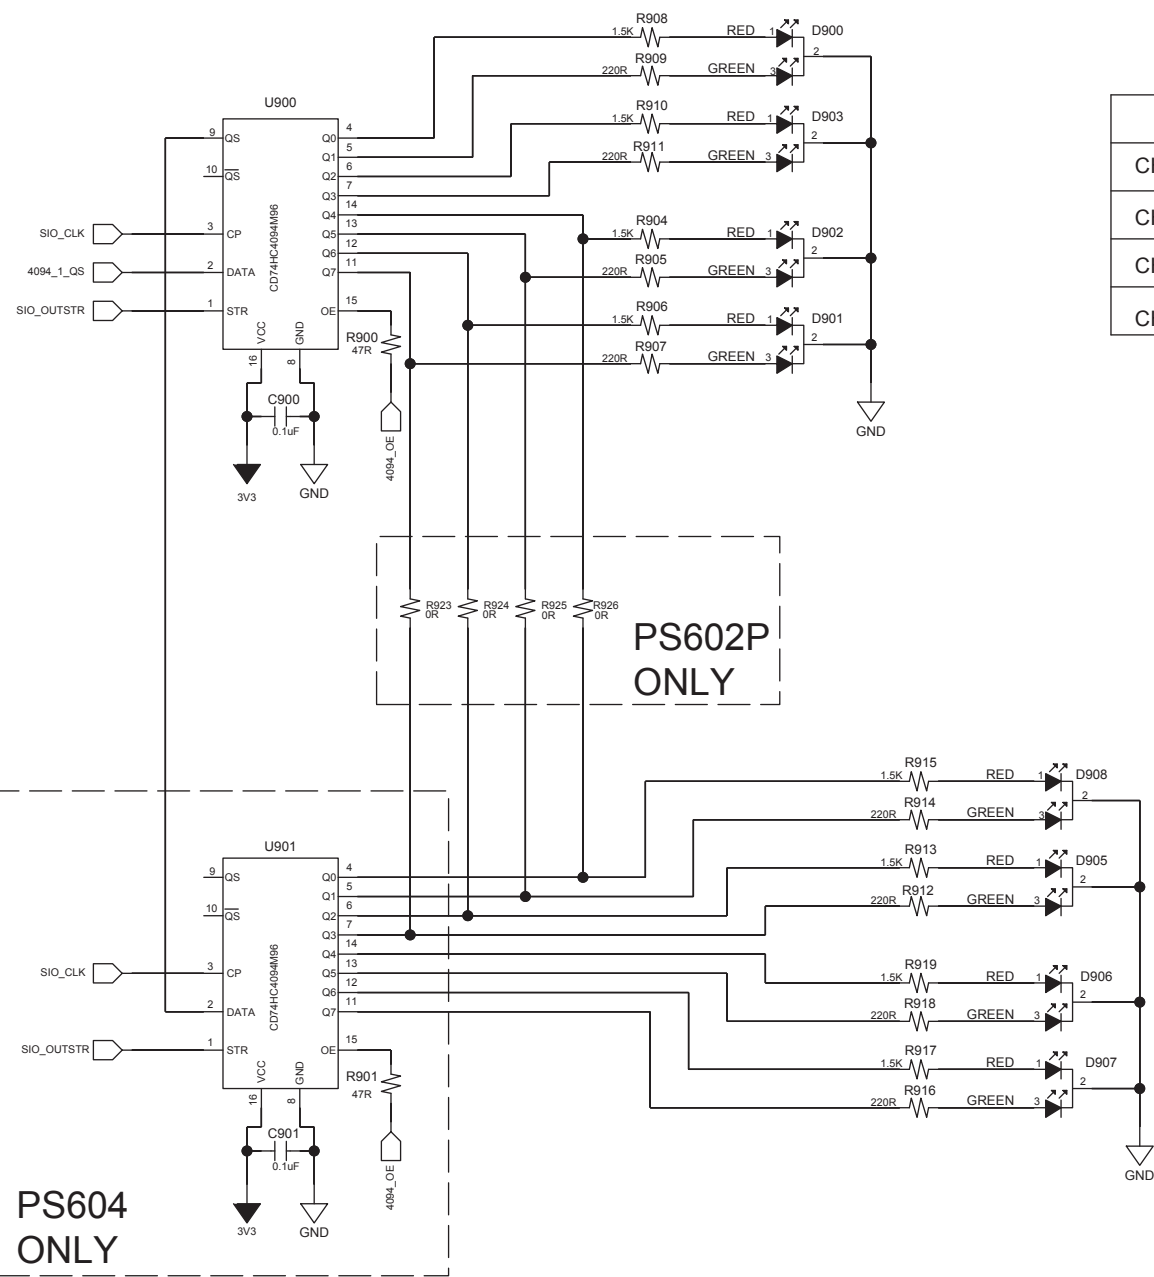 R908
1.5K RED 1 D900
2
R909
220R GREEN 3
R910
1.5K RED 1 D903
2
R911
220R GREEN 3
R904
1.5K RED 1 D902
2
R905
220R GREEN 3
R906
1.5K RED 1 D901
2
R907
220R GREEN 3
GND
U900
9 QS Q0 4
Q1 5
10 QS Q2 6
Q3 7
Q4 14
SIO_CLK 3 CP Q5 13
Q6 12
4094_1_QS 2 DATA Q7 11
SIO_OUTSTR 1 STR OE 15
CD74HC4094M96
VCC GND
16 8
R900
47R
4094_OE
C900
0.1uF
3V3
GND
R923
0R
R924
0R
R925
0R
R926
0R
PS602P
ONLY
R915
1.5K RED 1 D908
2
R914
220R GREEN 3
R913
1.5K RED 1 D905
2
R912
220R GREEN 3
R919
1.5K RED 1 D906
2
R918
220R GREEN 3
R917
1.5K RED 1 D907
2
R916
220R GREEN 3
GND
U901
9 QS Q0 4
Q1 5
10 QS Q2 6
Q3 7
Q4 14
SIO_CLK 3 CP Q5 13
Q6 12
2 DATA Q7 11
SIO_OUTSTR 1 STR OE 15
CD74HC4094M96
VCC GND
16 8
R901
47R
4094_OE
C901
0.1uF
3V3
GND
PS604
ONLY